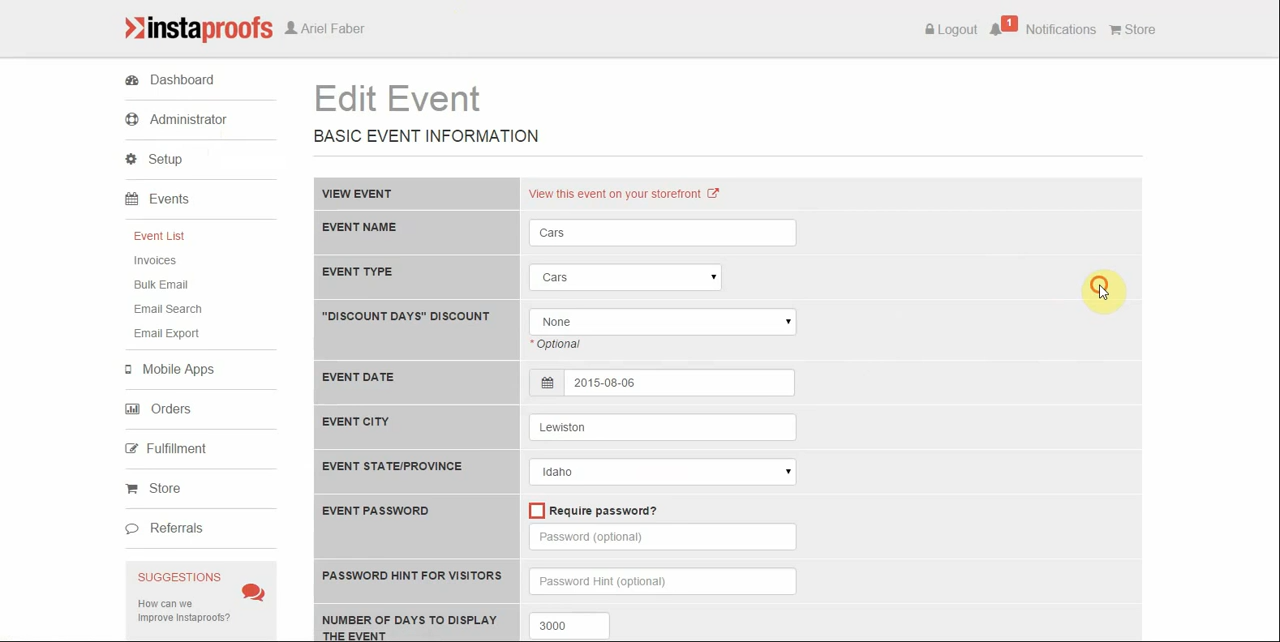 instaproofs
Ariel Faber
Logout
1
Notifications
Store
Dashboard
Administrator
Setup
Events
Event List
Invoices
Bulk Email
Email Search
Email Export
Mobile Apps
Orders
Fulfillment
Store
Referrals
SUGGESTIONS
How can we
improve Instaproofs?
Edit Event
BASIC EVENT INFORMATION
VIEW EVENT
View this event on your storefront
EVENT NAME
Cars
EVENT TYPE
Cars
"DISCOUNT DAYS" DISCOUNT
None
* Optional
EVENT DATE
2015-08-06
EVENT CITY
Lewiston
EVENT STATE/PROVINCE
Idaho
EVENT PASSWORD
Require password?
Password (optional)
PASSWORD HINT FOR VISITORS
Password Hint (optional)
NUMBER OF DAYS TO DISPLAY
THE EVENT
3000